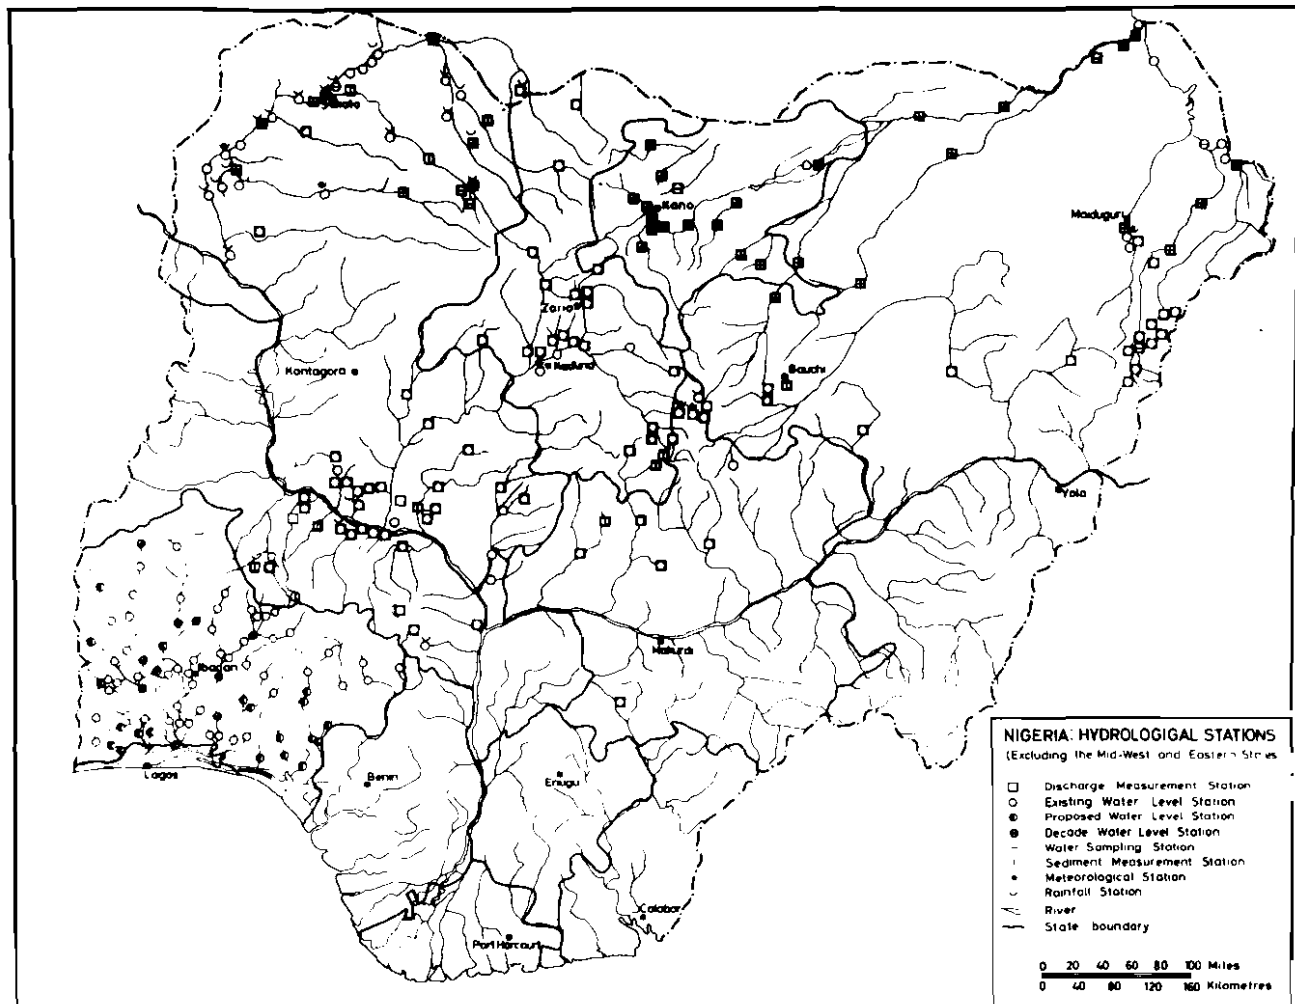 Sokoto
Kano
Maiduguri
Zaria
Kaduna
Kontagora
Bauchi
Yola
Ibadan
Makurdi
Lagos
Benin
Enugu
Calabar
Port Harcourt
NIGERIA: HYDROLOGIGAL STATIONS
(Excluding the Mid-West and Eastern States
Discharge Measurement Station
Existing Water Level Station
Proposed Water Level Station
Decade Water Level Station
Water Sampling Station
Sediment Measurement Station
Meteorological Station
Rainfall Station
River
State boundary
0 20 40 60 80 100 Miles
0 40 80 120 160 Kilometres